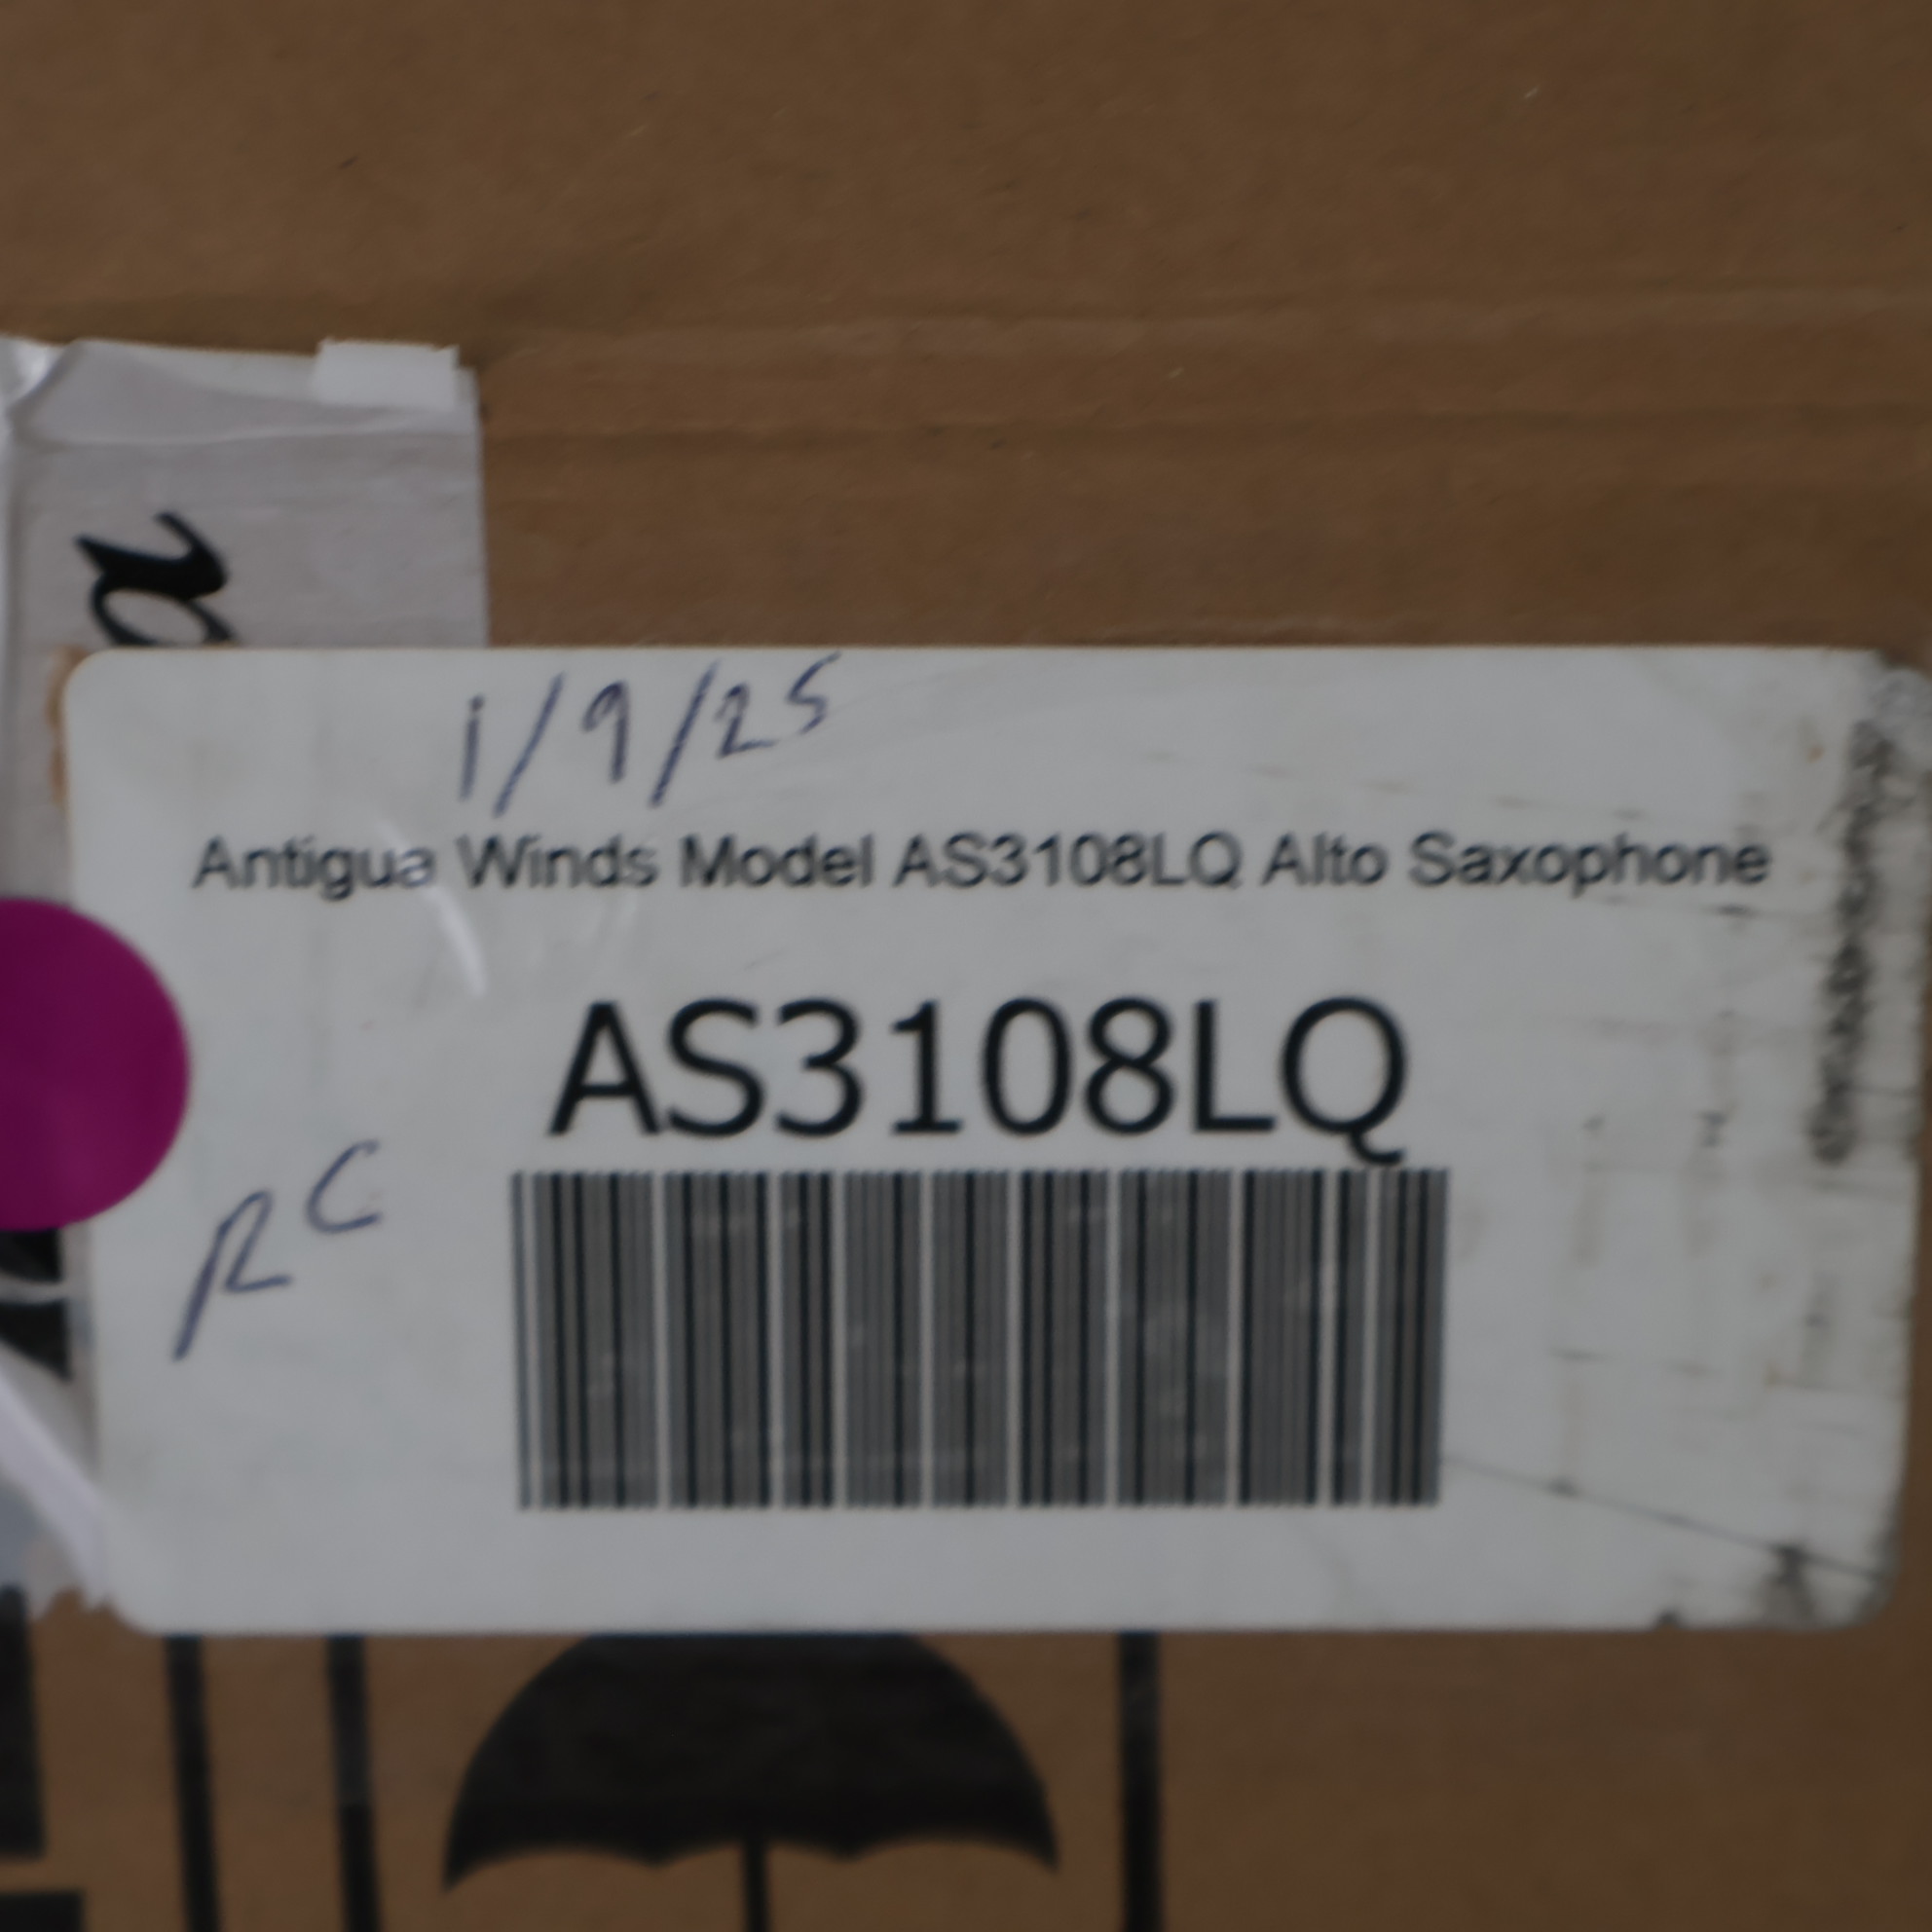 a
1/9/25
Antigua Winds Model AS3108LQ Alto Saxophone
AS3108LQ
RC